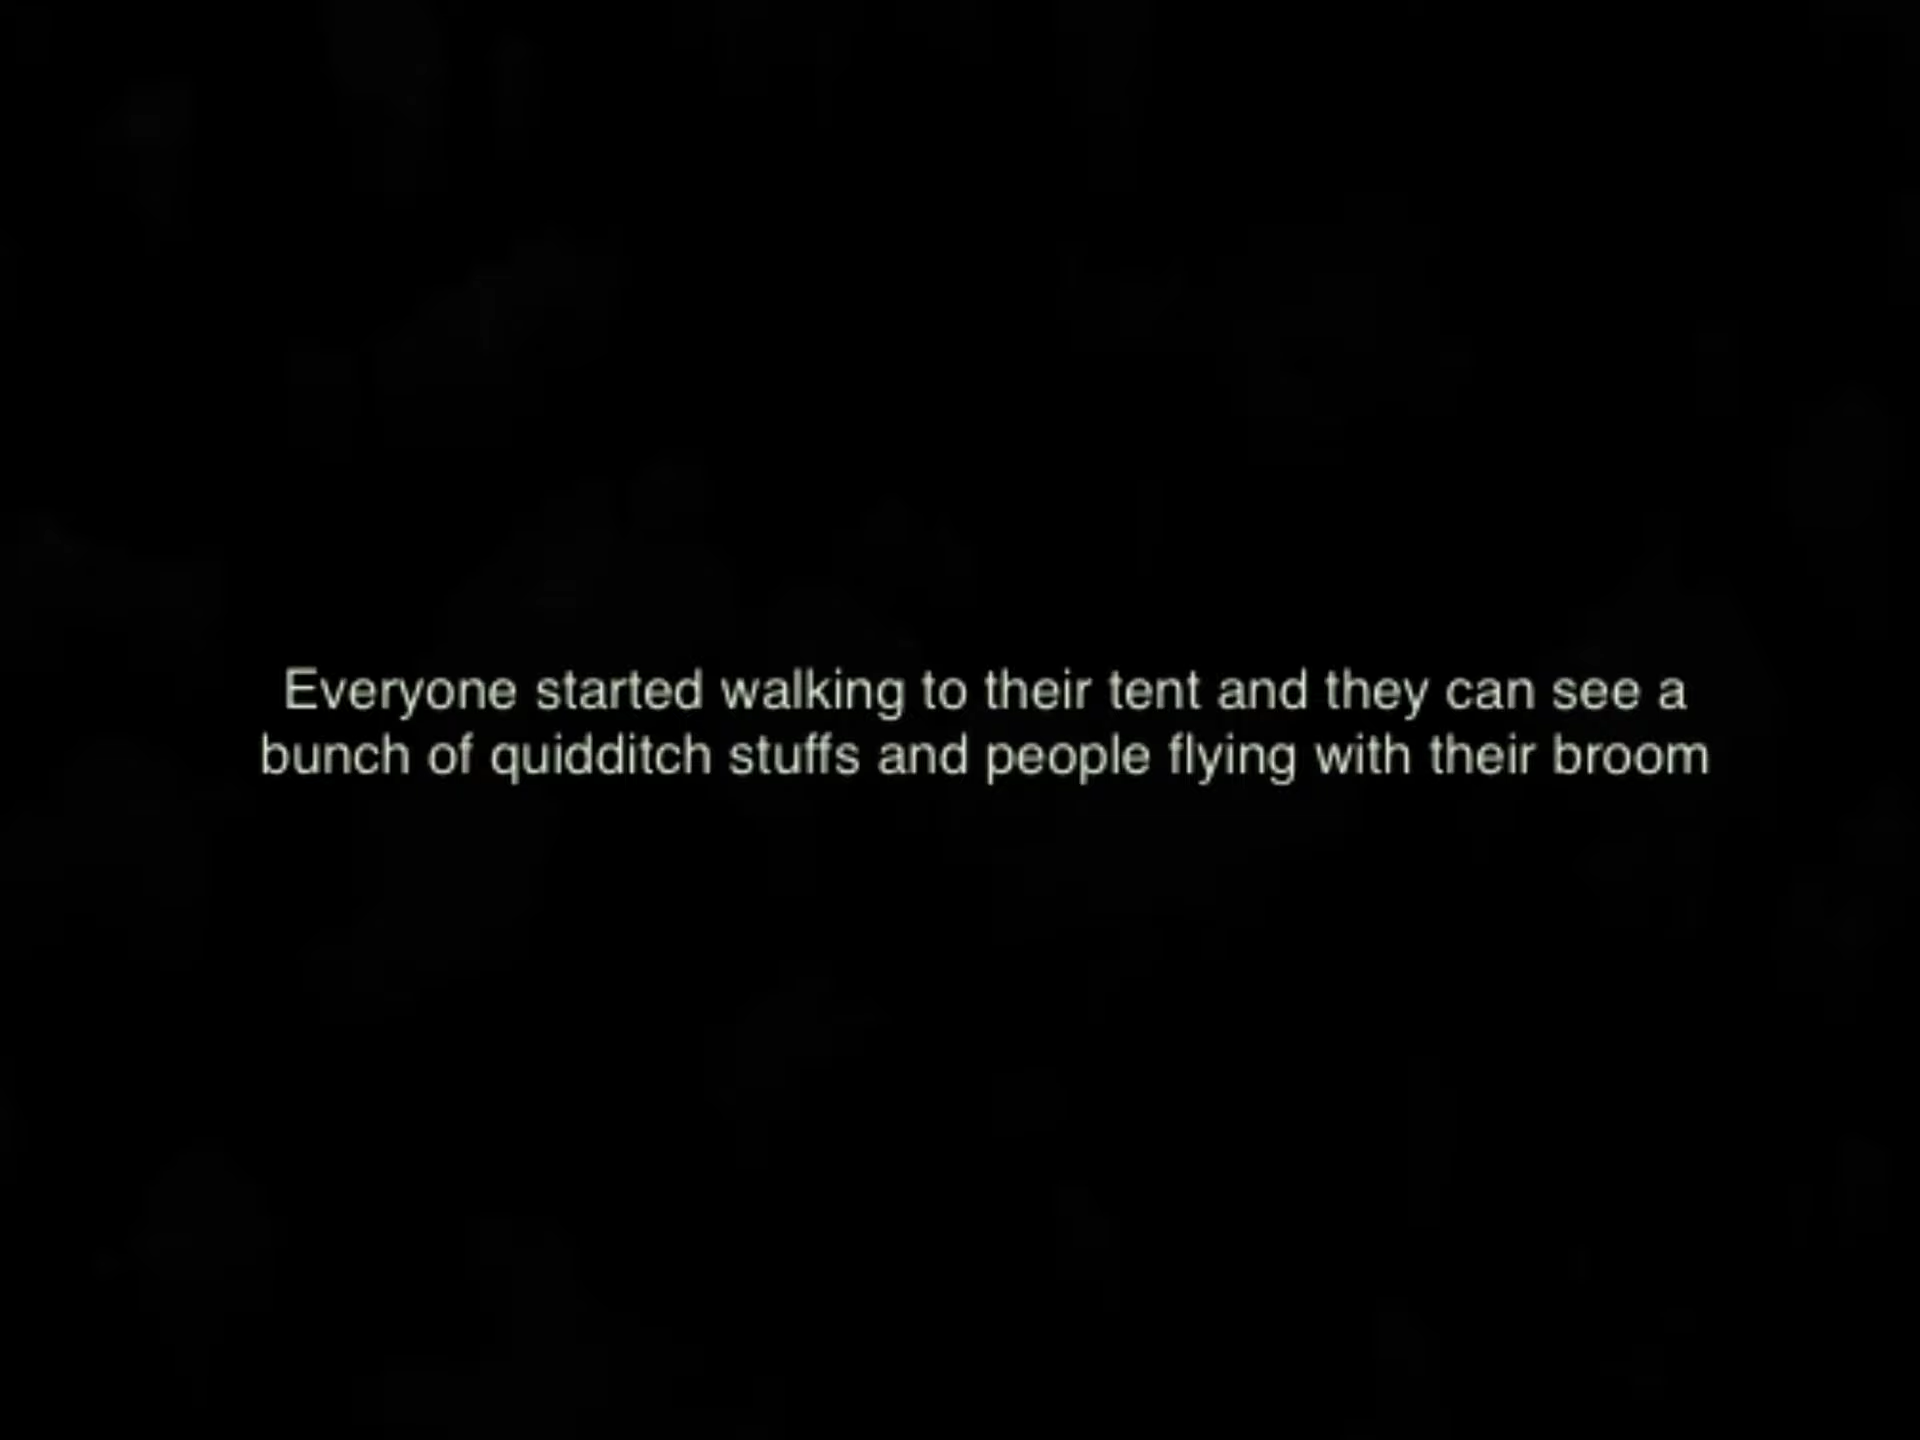 Everyone started walking to their tent and they can see a
bunch of quidditch stuffs and people flying with their broom